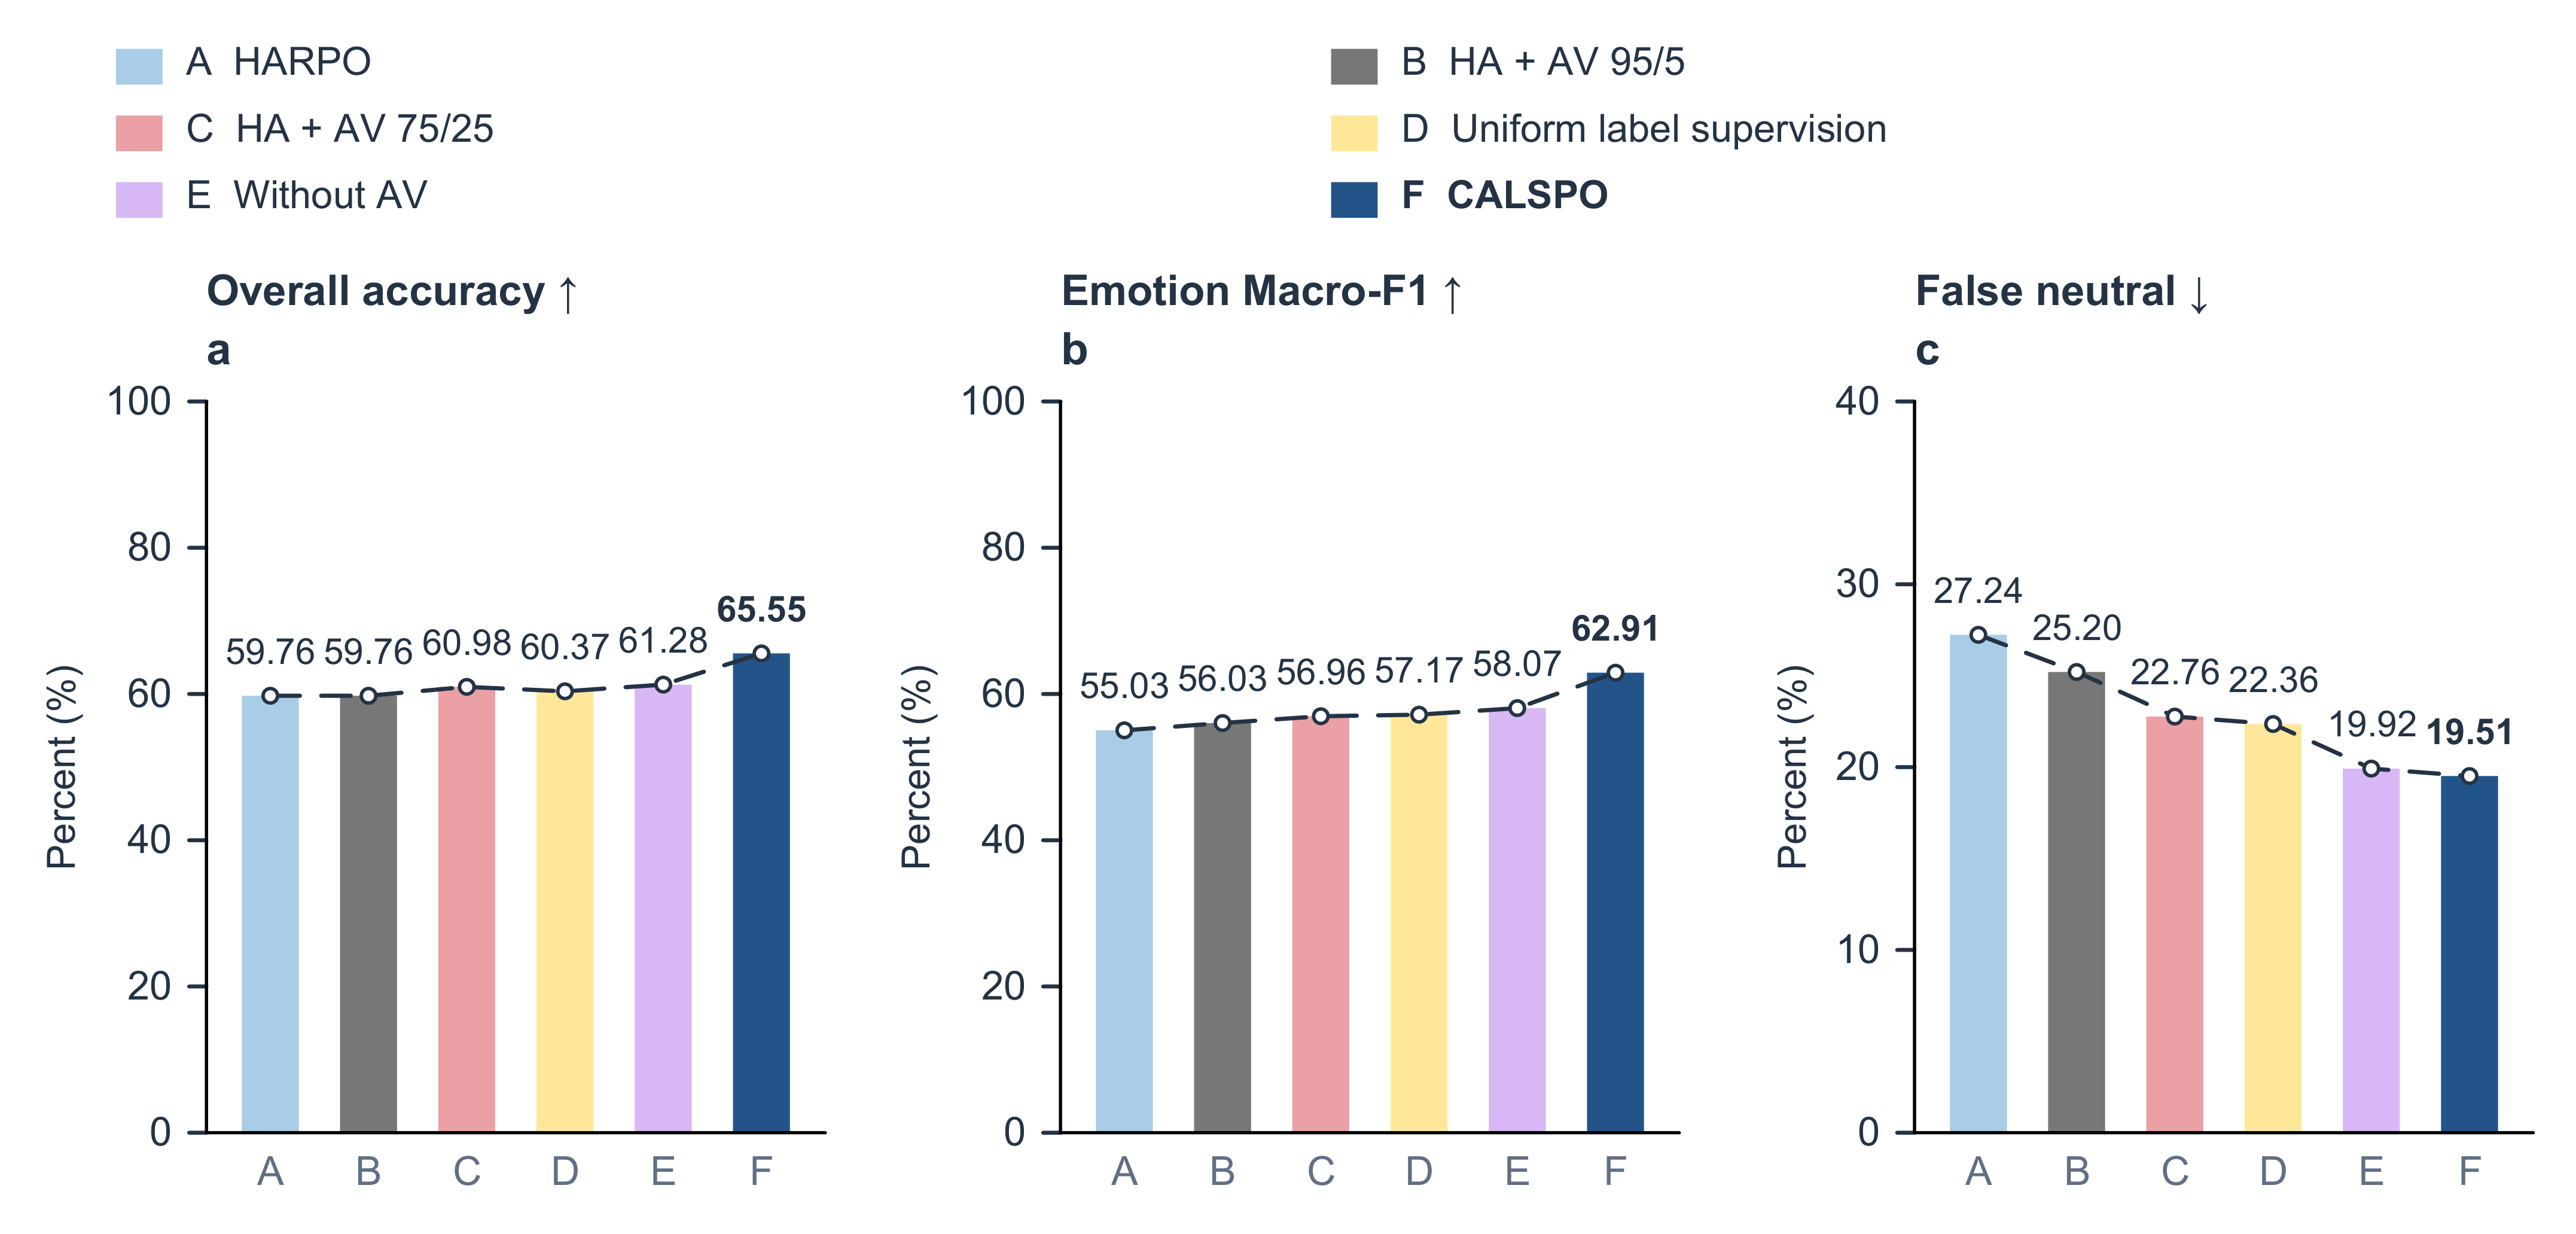 A HARPO
B HA + AV 95/5
C HA + AV 75/25
D Uniform label supervision
E Without AV
F CALSPO
Overall accuracy ↑
a
Percent (%)
100
80
60
40
20
0
59.76 59.76 60.98 60.37 61.28 65.55
A B C D E F
Emotion Macro-F1 ↑
b
Percent (%)
100
80
60
40
20
0
55.03 56.03 56.96 57.17 58.07 62.91
A B C D E F
False neutral ↓
c
Percent (%)
40
30
20
10
0
27.24 25.20 22.76 22.36 19.92 19.51
A B C D E F